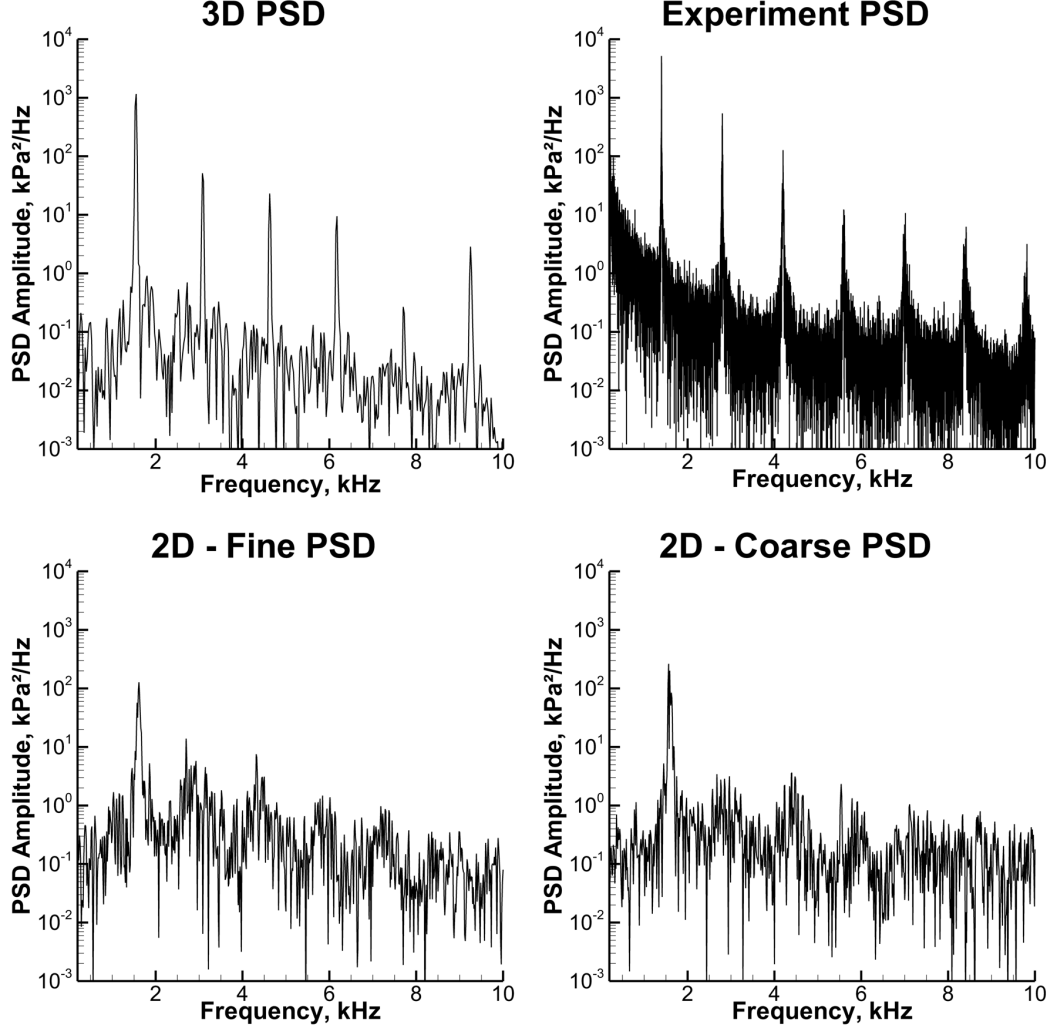 3D PSD
PSD Amplitude, kPa²/Hz
10⁴
10³
10²
10¹
10⁰
10⁻¹
10⁻²
10⁻³
2 4 6 8 10
Frequency, kHz
Experiment PSD
PSD Amplitude, kPa²/Hz
10⁴
10³
10²
10¹
10⁰
10⁻¹
10⁻²
10⁻³
2 4 6 8 10
Frequency, kHz
2D - Fine PSD
PSD Amplitude, kPa²/Hz
10⁴
10³
10²
10¹
10⁰
10⁻¹
10⁻²
10⁻³
2 4 6 8 10
Frequency, kHz
2D - Coarse PSD
PSD Amplitude, kPa²/Hz
10⁴
10³
10²
10¹
10⁰
10⁻¹
10⁻²
10⁻³
2 4 6 8 10
Frequency, kHz